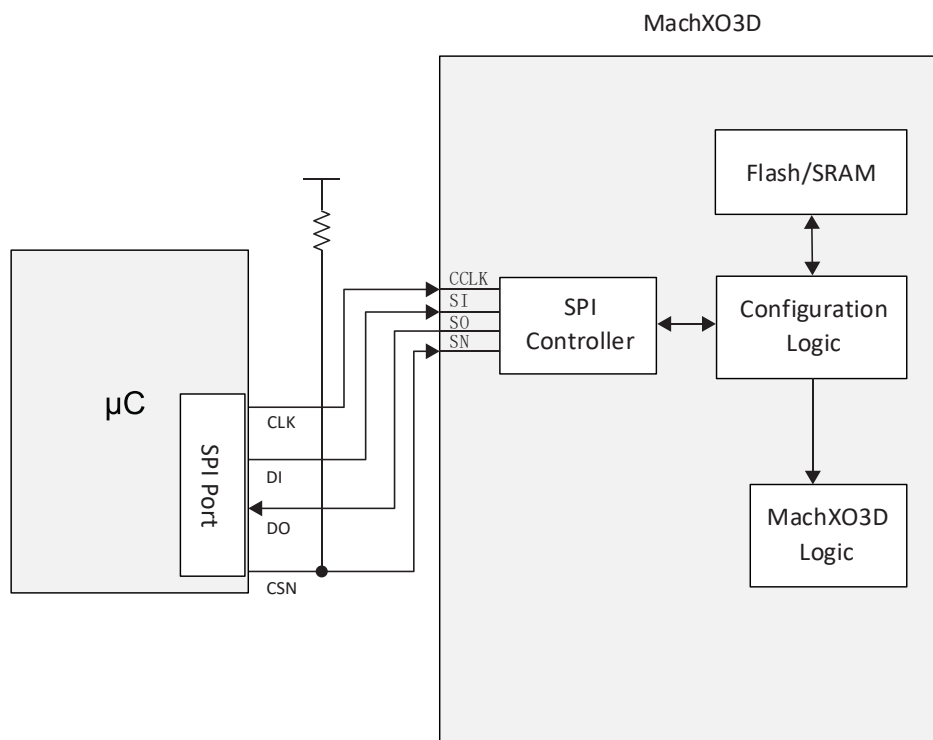 MachXO3D
Flash/SRAM
CCLK
SI
SO
SN
SPI
Controller
Configuration
Logic
μC
SPI Port
CLK
DI
DO
CSN
MachXO3D
Logic